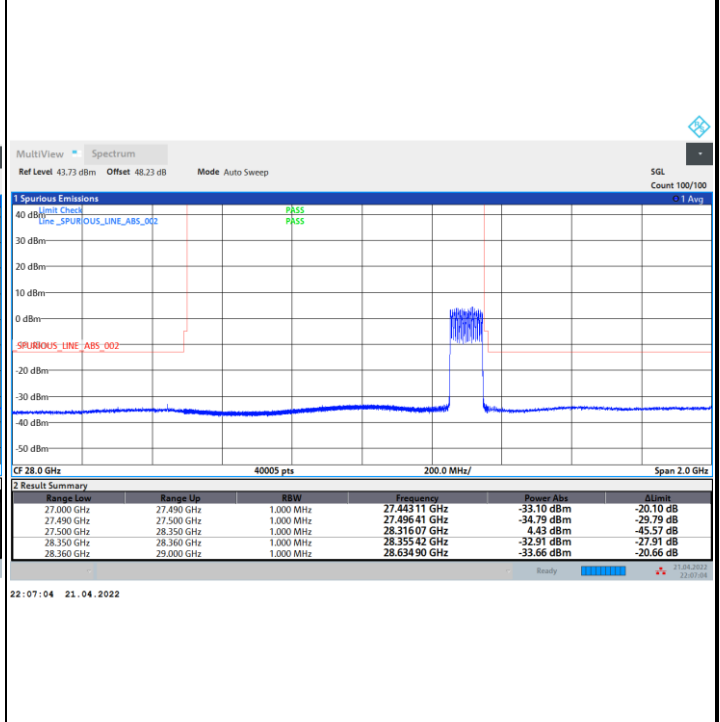 MultiView Spectrum
Ref Level 43.73 dBm Offset 48.23 dB Mode Auto Sweep SGL
Count 100/100
1 Spurious Emissions 1 Avg
Limit Check PASS
40 dBm
Line _SPURIOUS_LINE_ABS_002 PASS
30 dBm
20 dBm
10 dBm
0 dBm
_SPURIOUS_LINE_ABS_002
-20 dBm
-30 dBm
-40 dBm
-50 dBm
CF 28.0 GHz 40005 pts 200.0 MHz/ Span 2.0 GHz
2 Result Summary
Range Low Range Up RBW Frequency Power Abs ΔLimit
27.000 GHz 27.490 GHz 1.000 MHz 27.443 11 GHz -33.10 dBm -20.10 dB
27.490 GHz 27.500 GHz 1.000 MHz 27.496 41 GHz -34.79 dBm -29.79 dB
27.500 GHz 28.350 GHz 1.000 MHz 28.316 07 GHz 4.43 dBm -45.57 dB
28.350 GHz 28.360 GHz 1.000 MHz 28.355 42 GHz -32.91 dBm -27.91 dB
28.360 GHz 29.000 GHz 1.000 MHz 28.634 90 GHz -33.66 dBm -20.66 dB
Ready 21.04.2022
22:07:04
22:07:04 21.04.2022